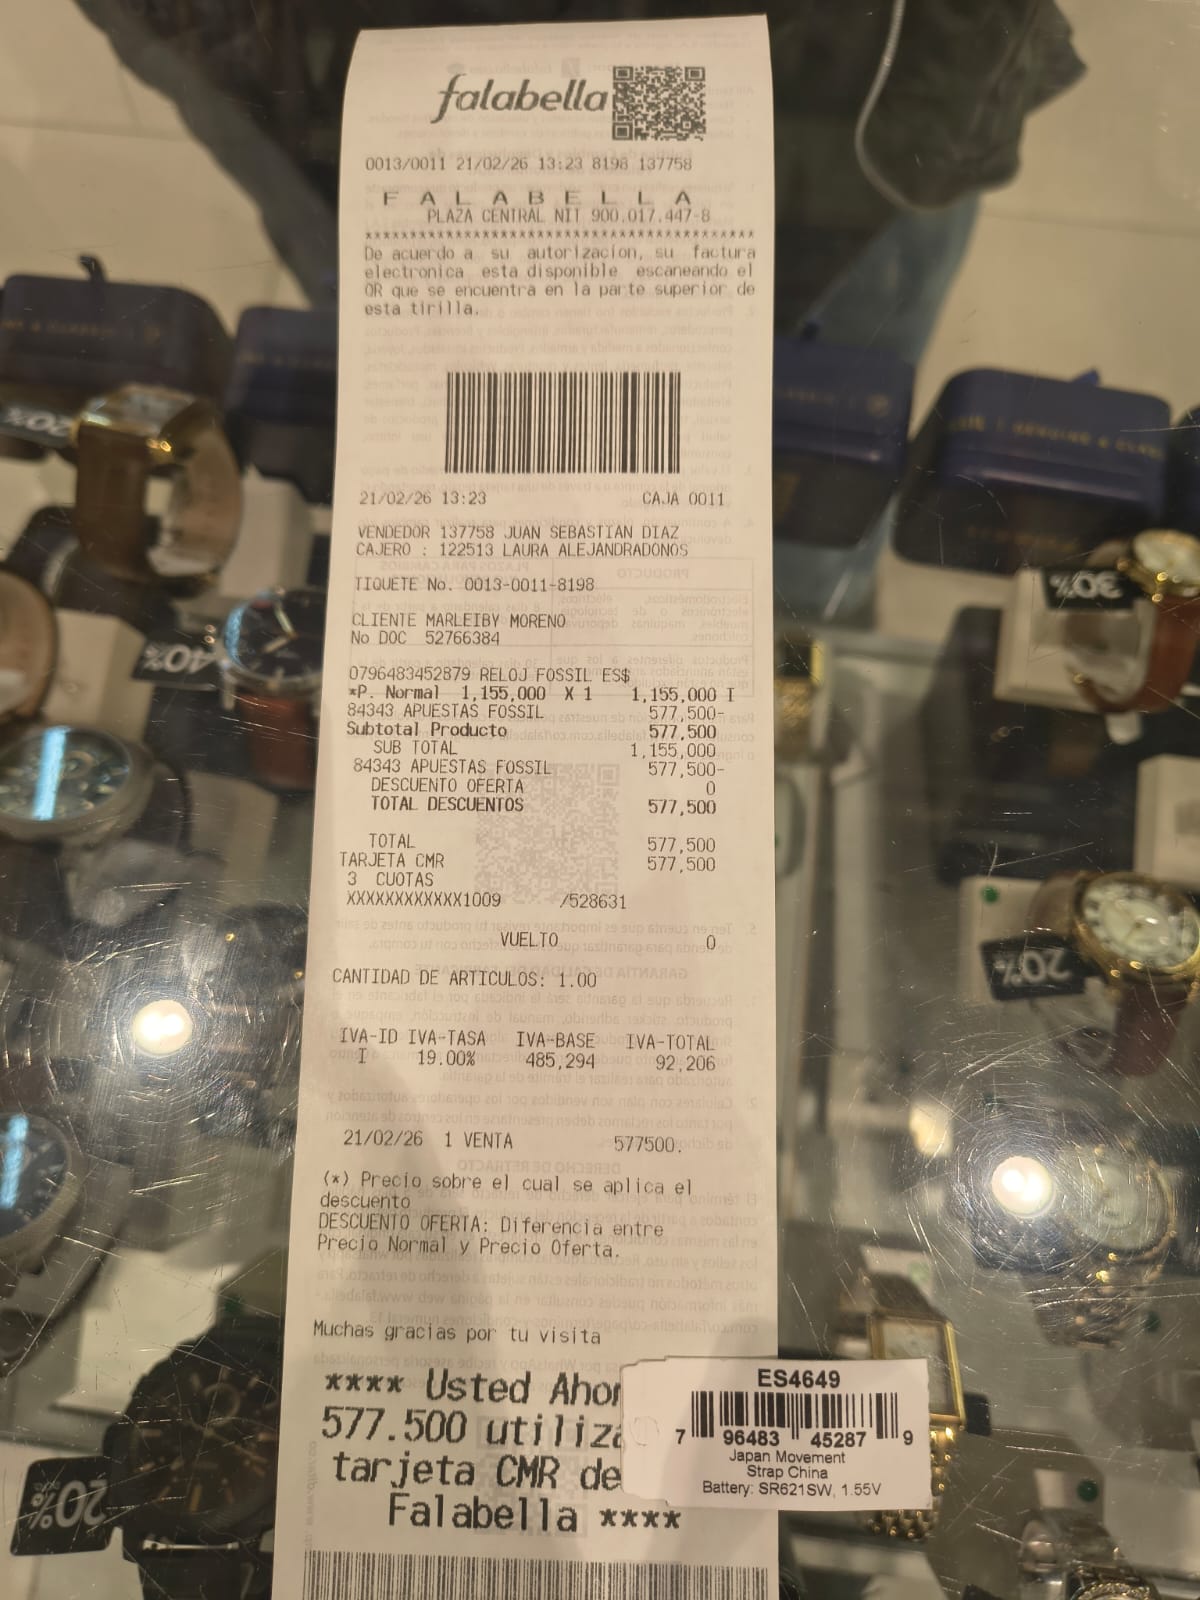 falabella
0013/0011 21/02/26 13:23 8198 137758
F A L A B E L L A
PLAZA CENTRAL NIT 900.017.447-8
****************************************
De acuerdo a su autorizacion, su factura
electronica esta disponible escaneando el
QR que se encuentra en la parte superior de
esta tirilla.
21/02/26 13:23 CAJA 0011
VENDEDOR 137758 JUAN SEBASTIAN DIAZ
CAJERO : 122513 LAURA ALEJANDRADONOS
TIQUETE No. 0013-0011-8198
CLIENTE MARLEIBY MORENO
No DOC 52766384
0796483452879 RELOJ FOSSIL ES$
*P. Normal 1,155,000 X 1 1,155,000 I
84343 APUESTAS FOSSIL 577,500-
Subtotal Producto 577,500
SUB TOTAL 1,155,000
84343 APUESTAS FOSSIL 577,500-
DESCUENTO OFERTA 0
TOTAL DESCUENTOS 577,500
TOTAL 577,500
TARJETA CMR 577,500
3 CUOTAS
XXXXXXXXXXXX1009 /528631
VUELTO 0
CANTIDAD DE ARTICULOS: 1.00
IVA-ID IVA-TASA IVA-BASE IVA-TOTAL
I 19.00% 485,294 92,206
21/02/26 1 VENTA 577500.
(*) Precio sobre el cual se aplica el
descuento
DESCUENTO OFERTA: Diferencia entre
Precio Normal y Precio Oferta.
Muchas gracias por tu visita
**** Usted Ahor
577.500 utiliz
tarjeta CMR de
Falabella ****
ES4649
7 96483 45287 9
Japan Movement
Strap China
Battery: SR621SW, 1.55V
20%
40%
30%
20%
20%